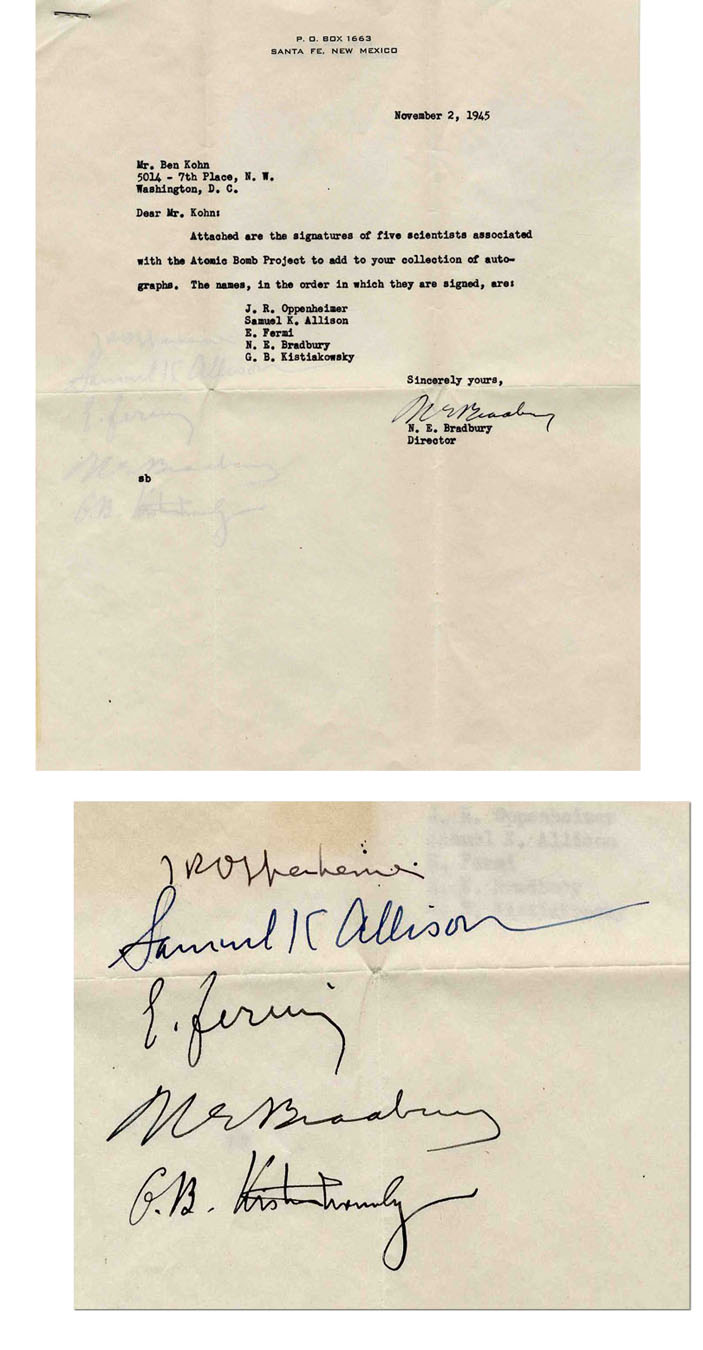 P. O. BOX 1663
SANTA FE, NEW MEXICO
November 2, 1945
Mr. Ben Kohn
5014 - 7th Place, N. W.
Washington, D. C.
Dear Mr. Kohn:
Attached are the signatures of five scientists associated
with the Atomic Bomb Project to add to your collection of auto-
graphs. The names, in the order in which they are signed, are:
J. R. Oppenheimer
Samuel K. Allison
E. Fermi
N. E. Bradbury
G. B. Kistiakowsky
Sincerely yours,
N E Bradbury
N. E. Bradbury
Director
sb
J R Oppenheimer
Samuel K Allison
E. Fermi
N E Bradbury
G. B. Kistiakowsky